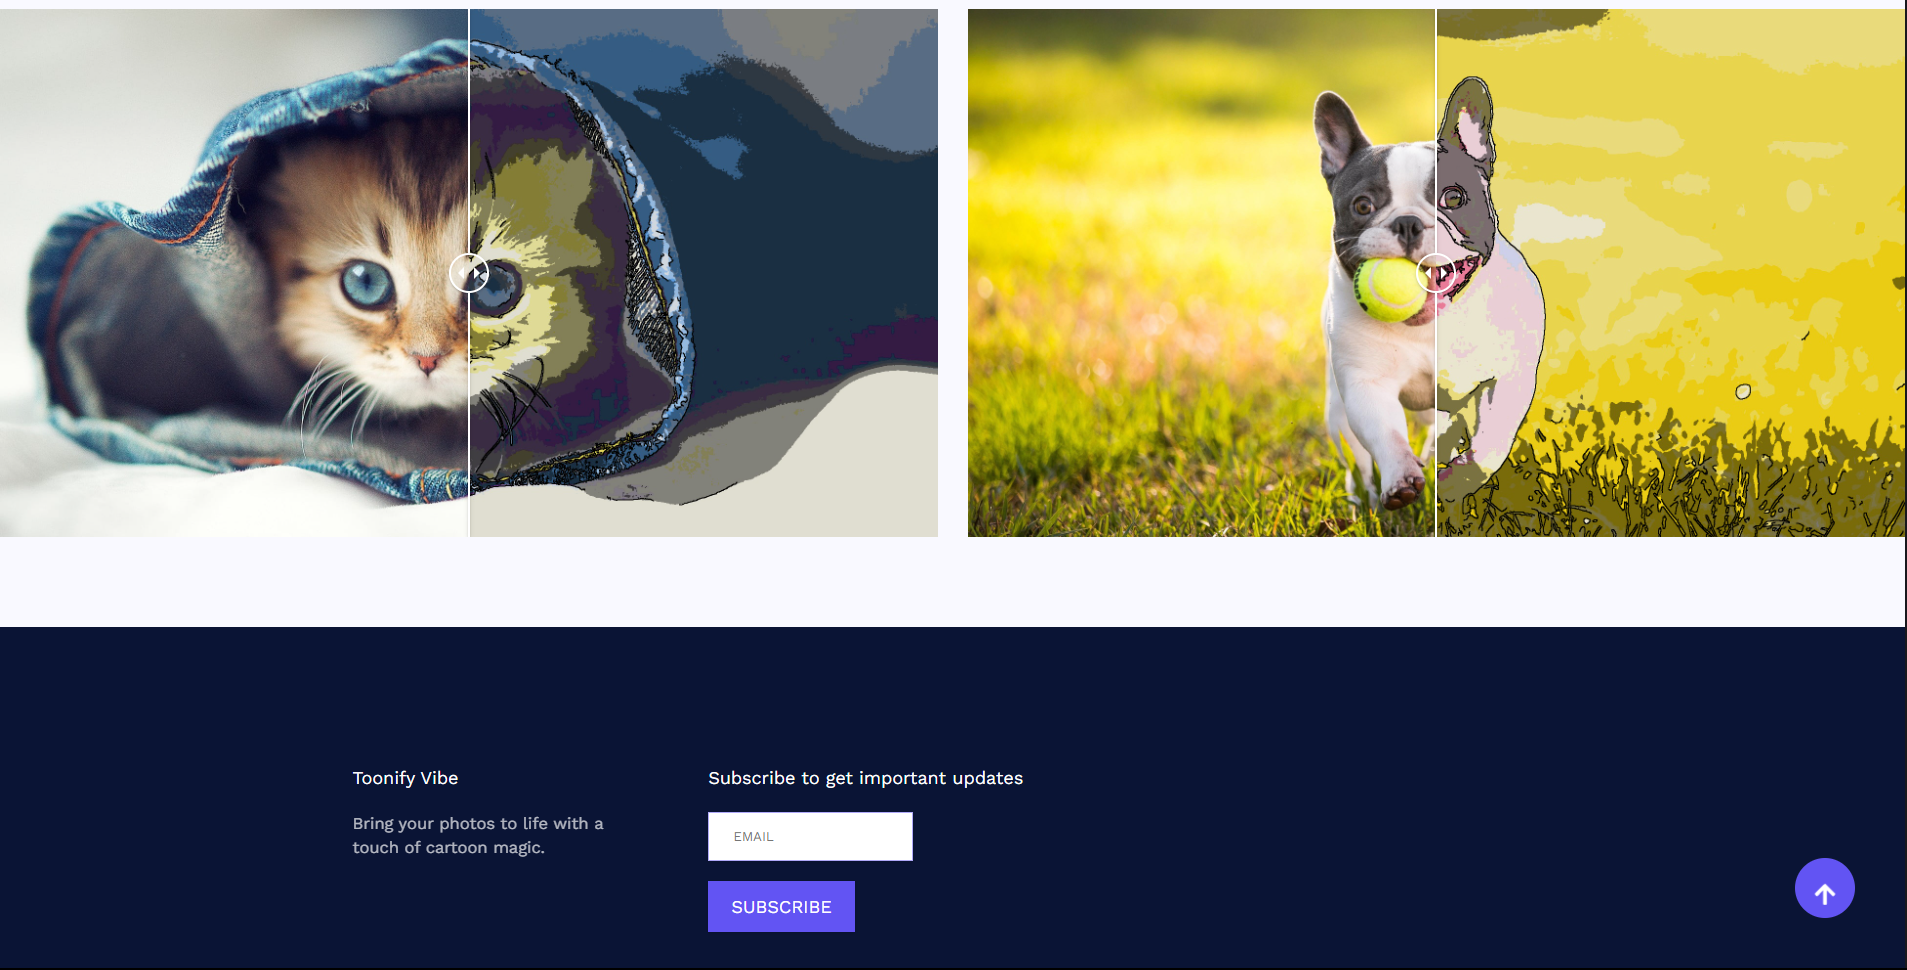 Toonify Vibe
Bring your photos to life with a
touch of cartoon magic.
Subscribe to get important updates
EMAIL
SUBSCRIBE